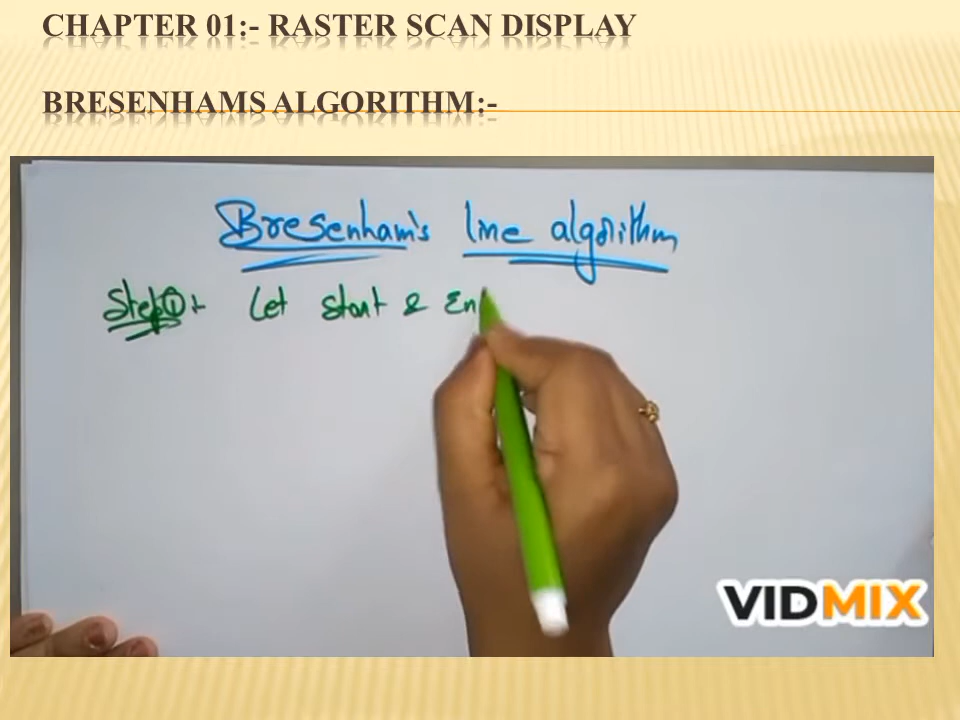 CHAPTER 01:- RASTER SCAN DISPLAY
BRESENHAMS ALGORITHM:-
Bresenham's line algorithm
Step①:- Let Start & En
VIDMIX